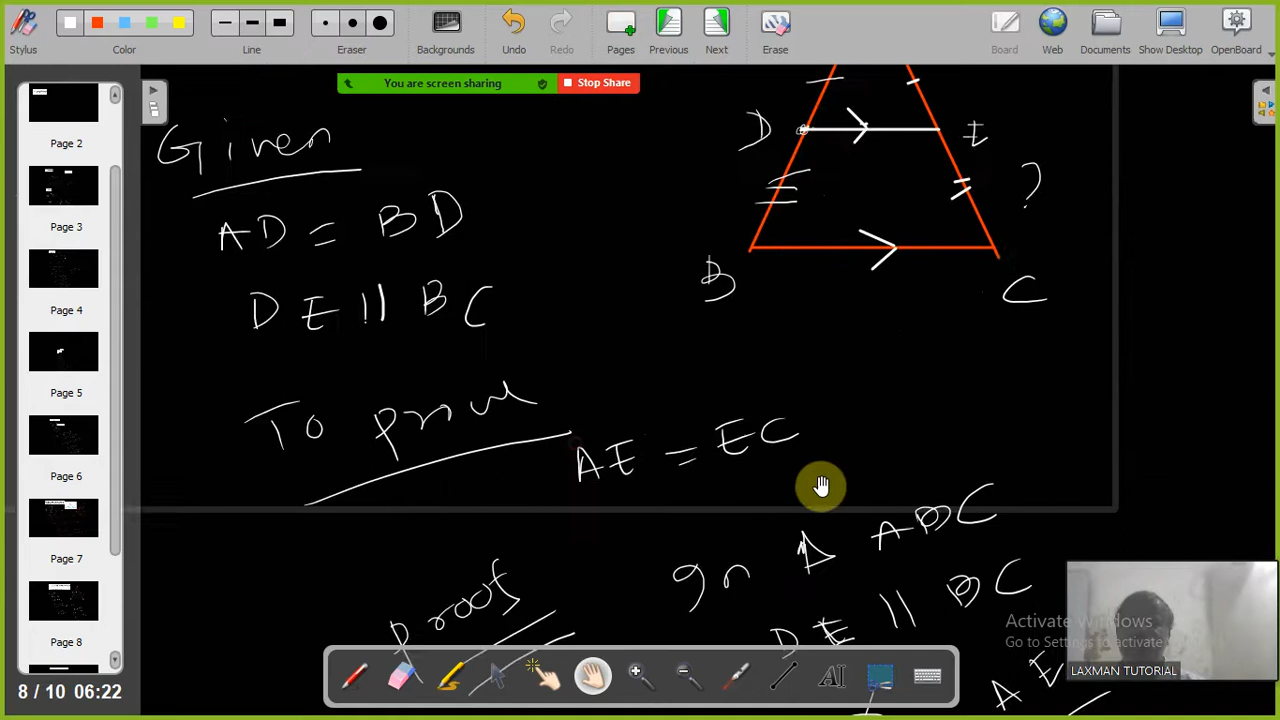 Stylus
Color
Line
Eraser
Backgrounds
Undo
Redo
Pages
Previous
Next
Erase
Board
Web
Documents
Show Desktop
OpenBoard
You are screen sharing
Stop Share
Page 2
Page 3
Page 4
Page 5
Page 6
Page 7
Page 8
8 / 10 06:22
Given
AD = BD
DE || BC
To prove
AE = EC
D
E
?
B
C
Proof
In Δ ABC
DE || BC
AE
Activate Windows
Go to Settings to activate
LAXMAN TUTORIAL